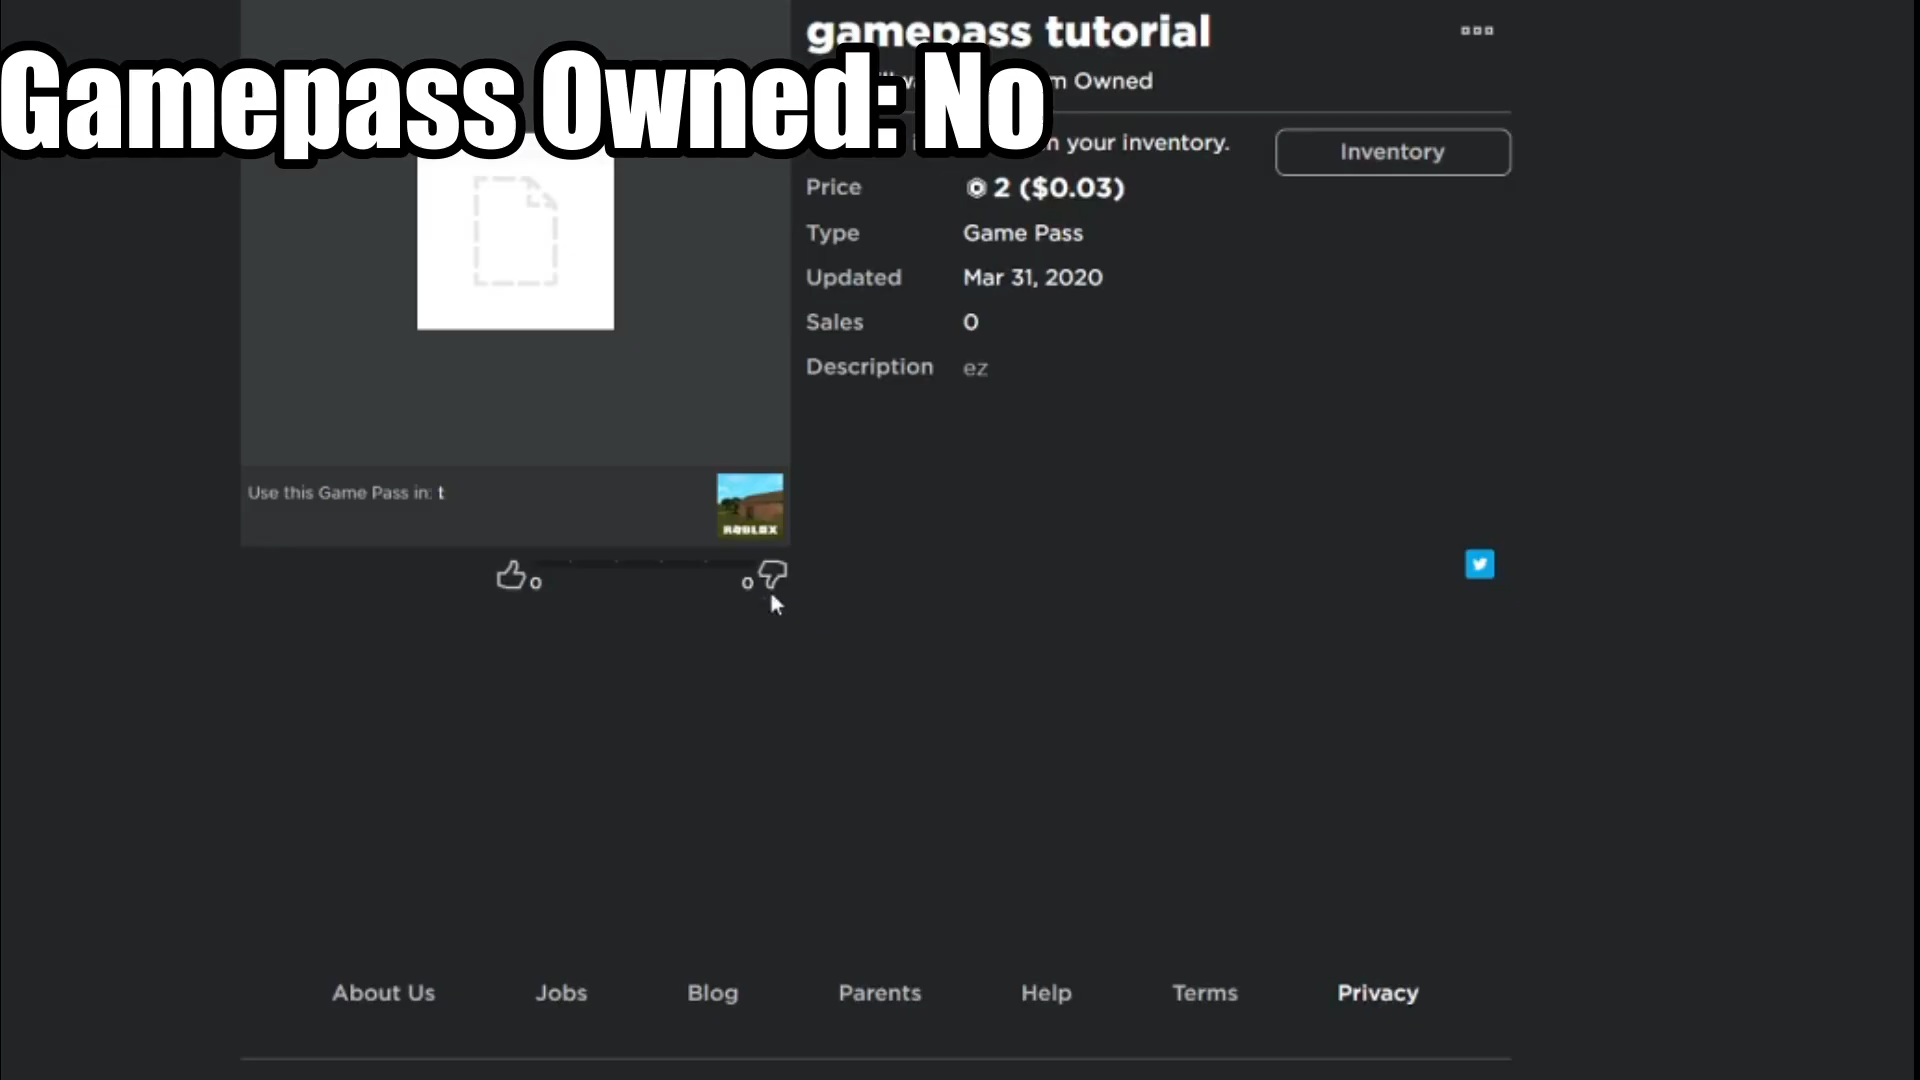 gamepass tutorial
Gamepass Owned: No
Owned
your inventory.
Inventory
Price 2 ($0.03)
Type Game Pass
Updated Mar 31, 2020
Sales 0
Description ez
Use this Game Pass in: t
ROBLOX
0 0
About Us Jobs Blog Parents Help Terms Privacy